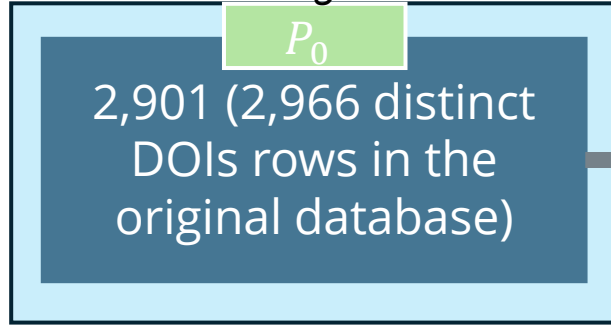 P₀
2,901 (2,966 distinct
DOIs rows in the
original database)